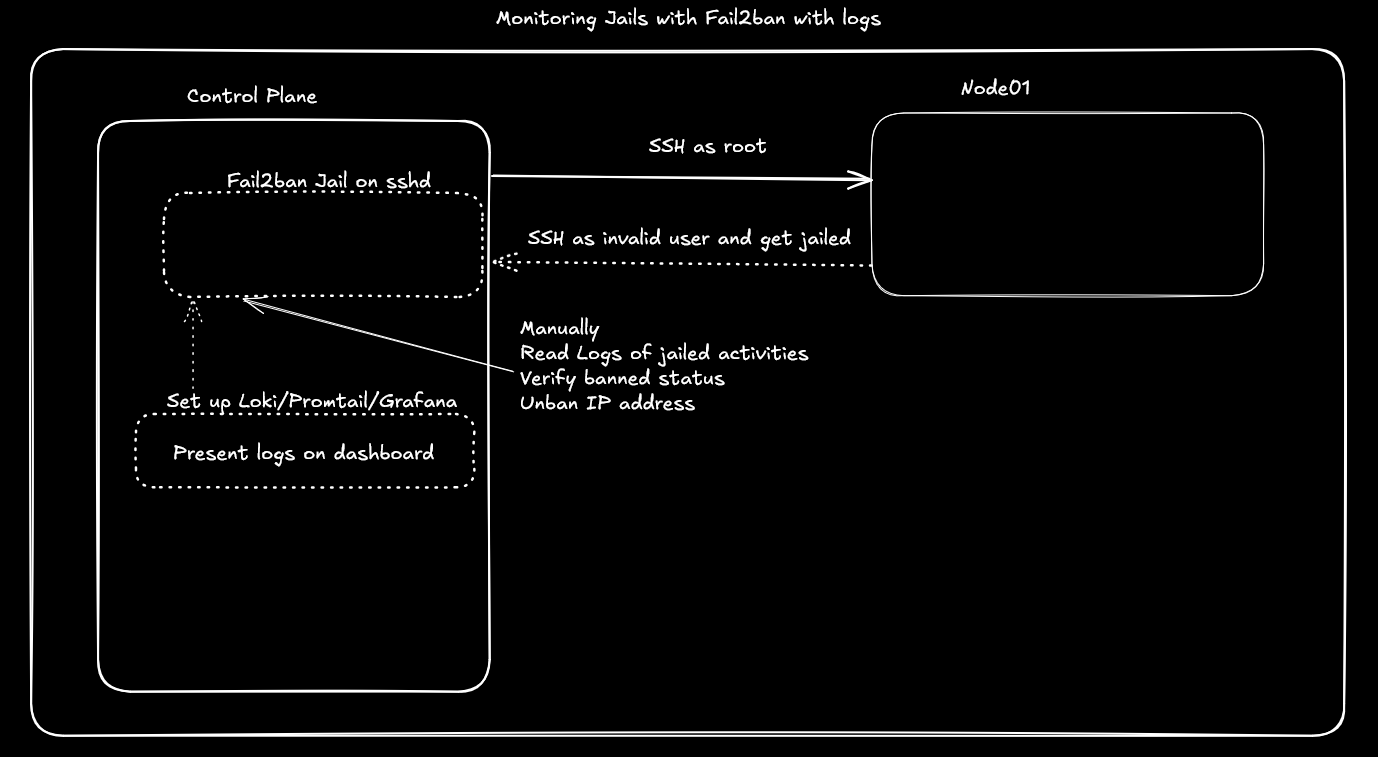 Monitoring Jails with Fail2ban with logs
Control Plane
Node01
SSH as root
Fail2ban Jail on sshd
SSH as invalid user and get jailed
Manually
Read Logs of jailed activities
Verify banned status
Unban IP address
Set up Loki/Promtail/Grafana
Present logs on dashboard